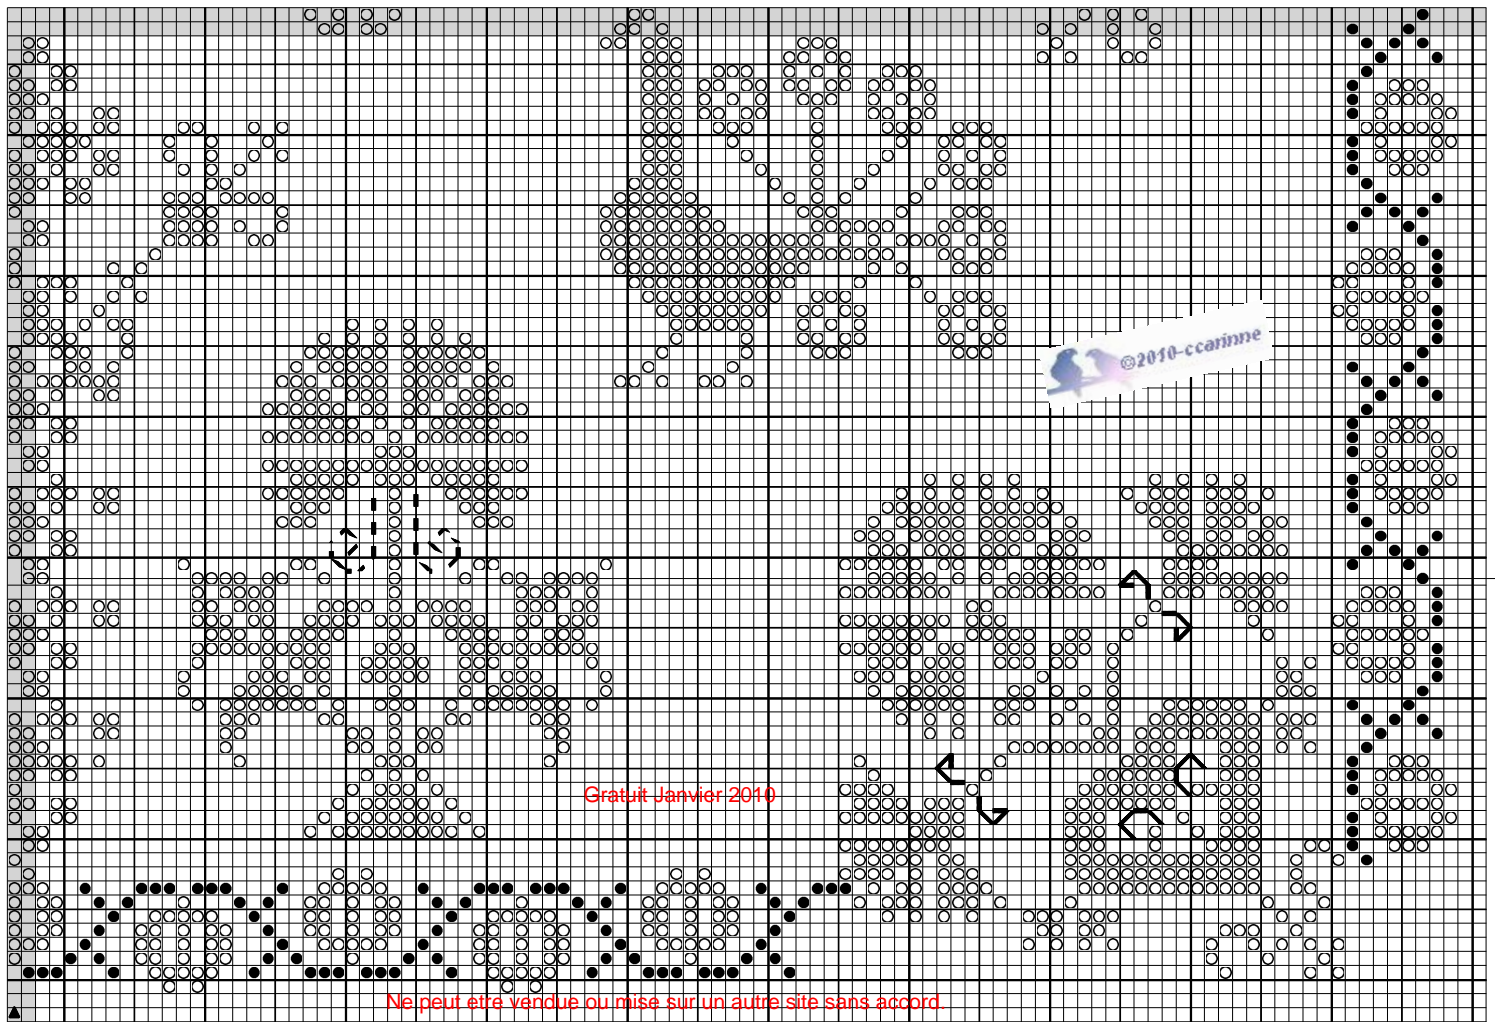 ©2010-ccarinne
Gratuit Janvier 2010
Ne peut etre vendue ou mise sur un autre site sans accord.